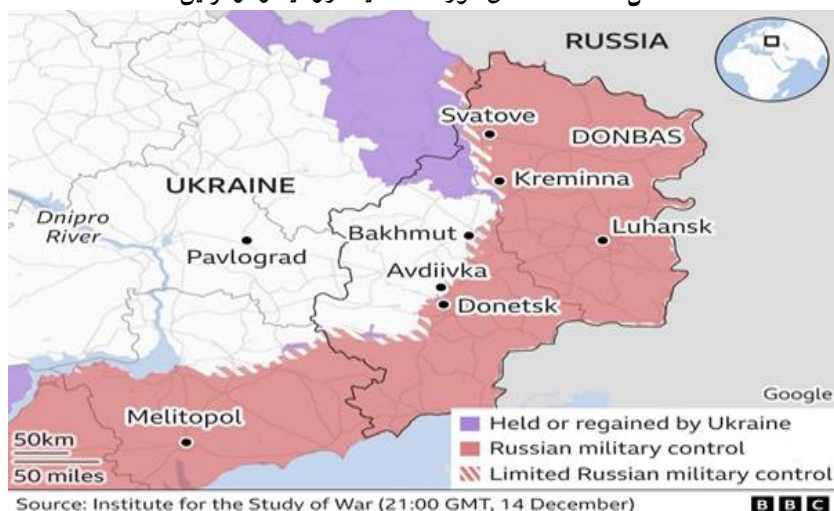 RUSSIA
Svatove
DONBAS
UKRAINE
Kreminna
Dnipro
River
Bakhmut
Luhansk
Pavlograd
Avdiivka
Donetsk
Google
Melitopol
Held or regained by Ukraine
50km
Russian military control
50 miles
Limited Russian military control
Source: Institute for the Study of War (21:00 GMT, 14 December)
BBC